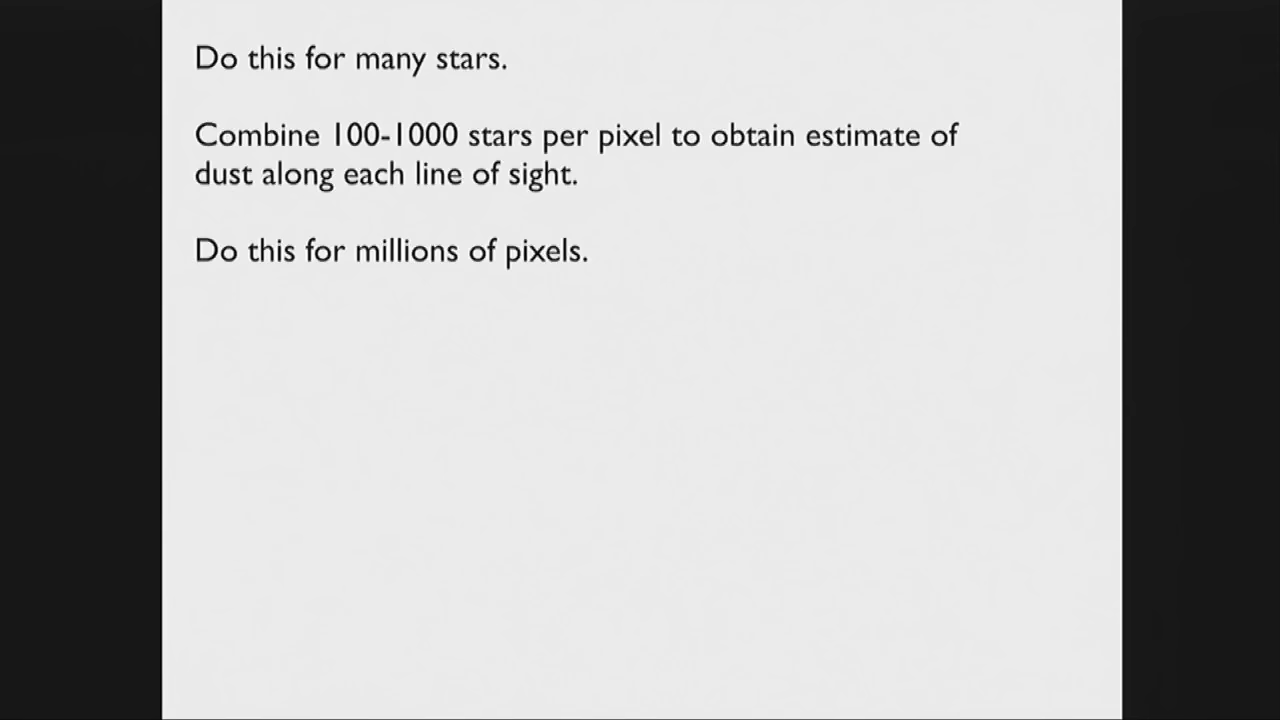 Do this for many stars.
Combine 100-1000 stars per pixel to obtain estimate of
dust along each line of sight.
Do this for millions of pixels.